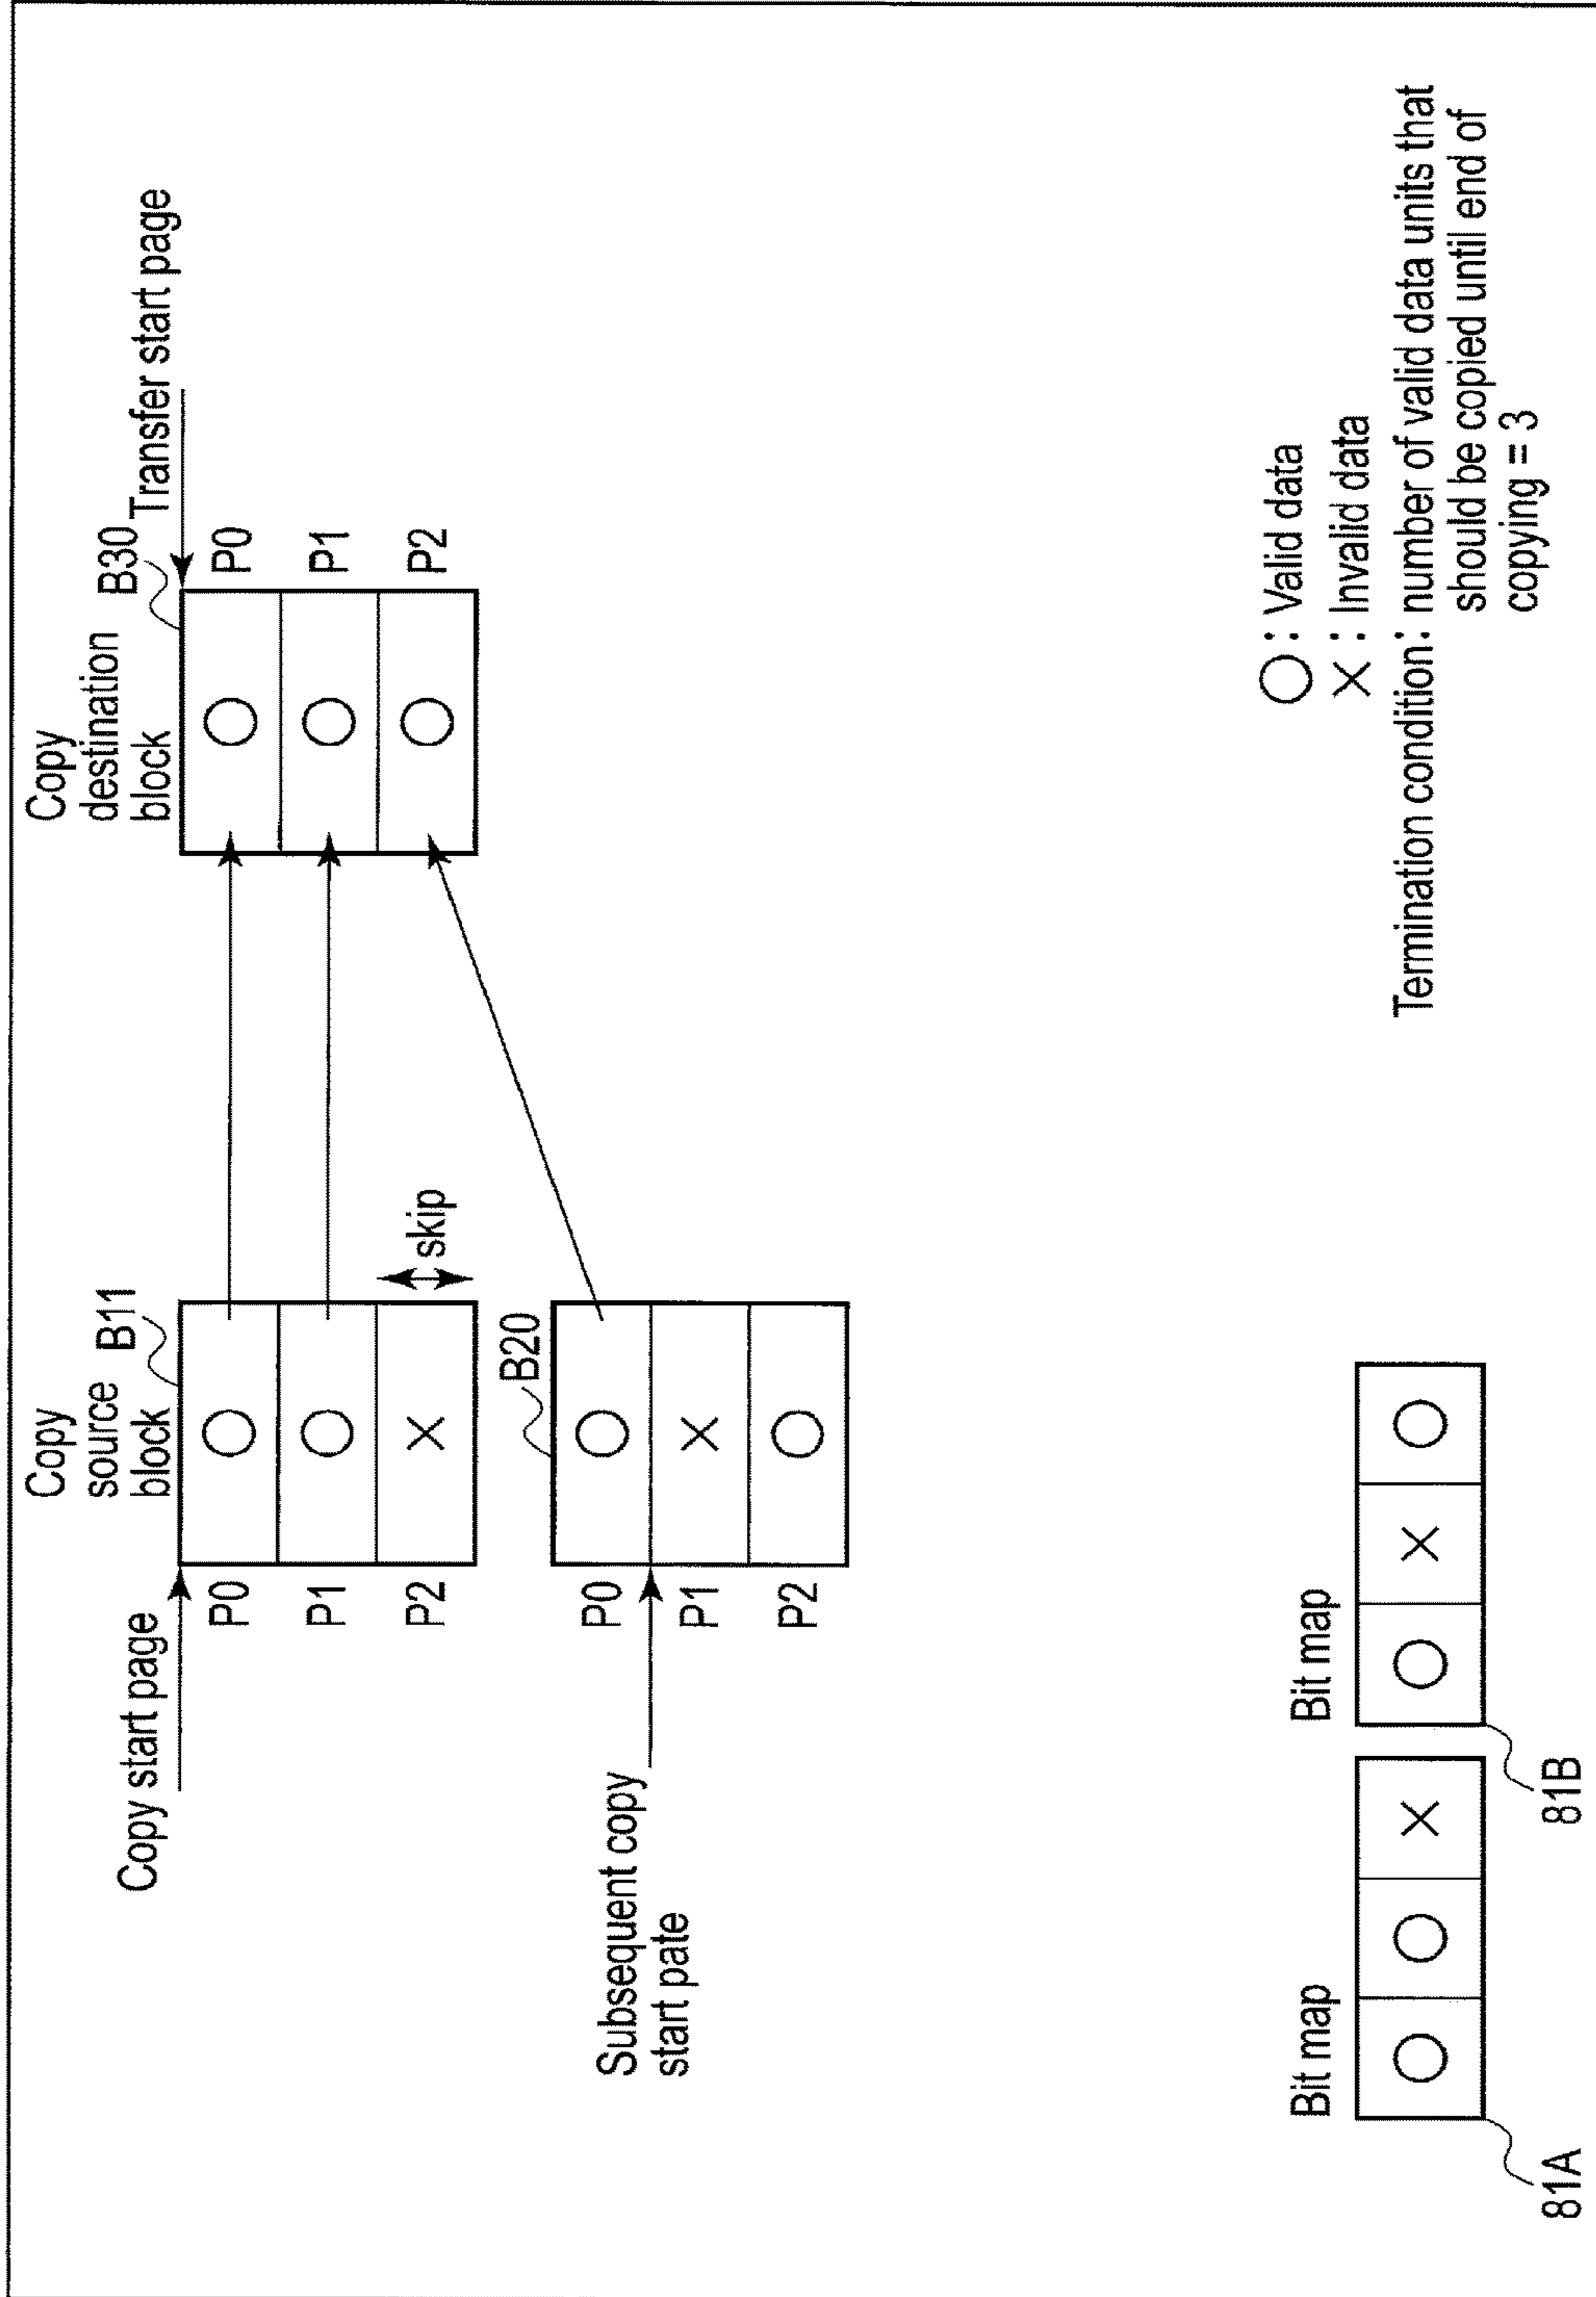 Copy
source
block
B11
Copy start page
P0
P1
P2
skip
Copy
destination
block
B30
Transfer start page
P0
P1
P2
B20
P0
P1
P2
Subsequent copy
start pate
Bit map
81A
Bit map
81B
○ : Valid data
× : Invalid data
Termination condition: number of valid data units that
should be copied until end of
copying = 3